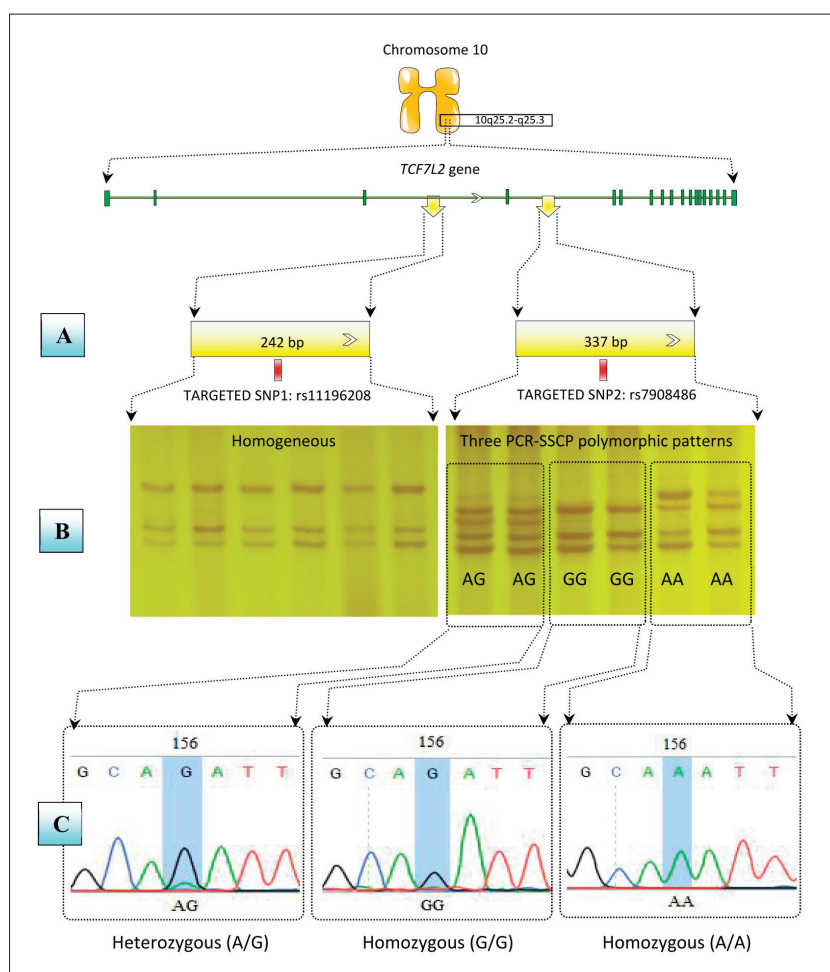 Chromosome 10
10q25.2-q25.3
TCF7L2 gene
A
242 bp
337 bp
TARGETED SNP1: rs11196208
TARGETED SNP2: rs7908486
Homogeneous
Three PCR-SSCP polymorphic patterns
B
AG AG GG GG AA AA
156 156 156
G C A G A T T G C A G A T T G C A A A T T
C
AG GG AA
Heterozygous (A/G) Homozygous (G/G) Homozygous (A/A)